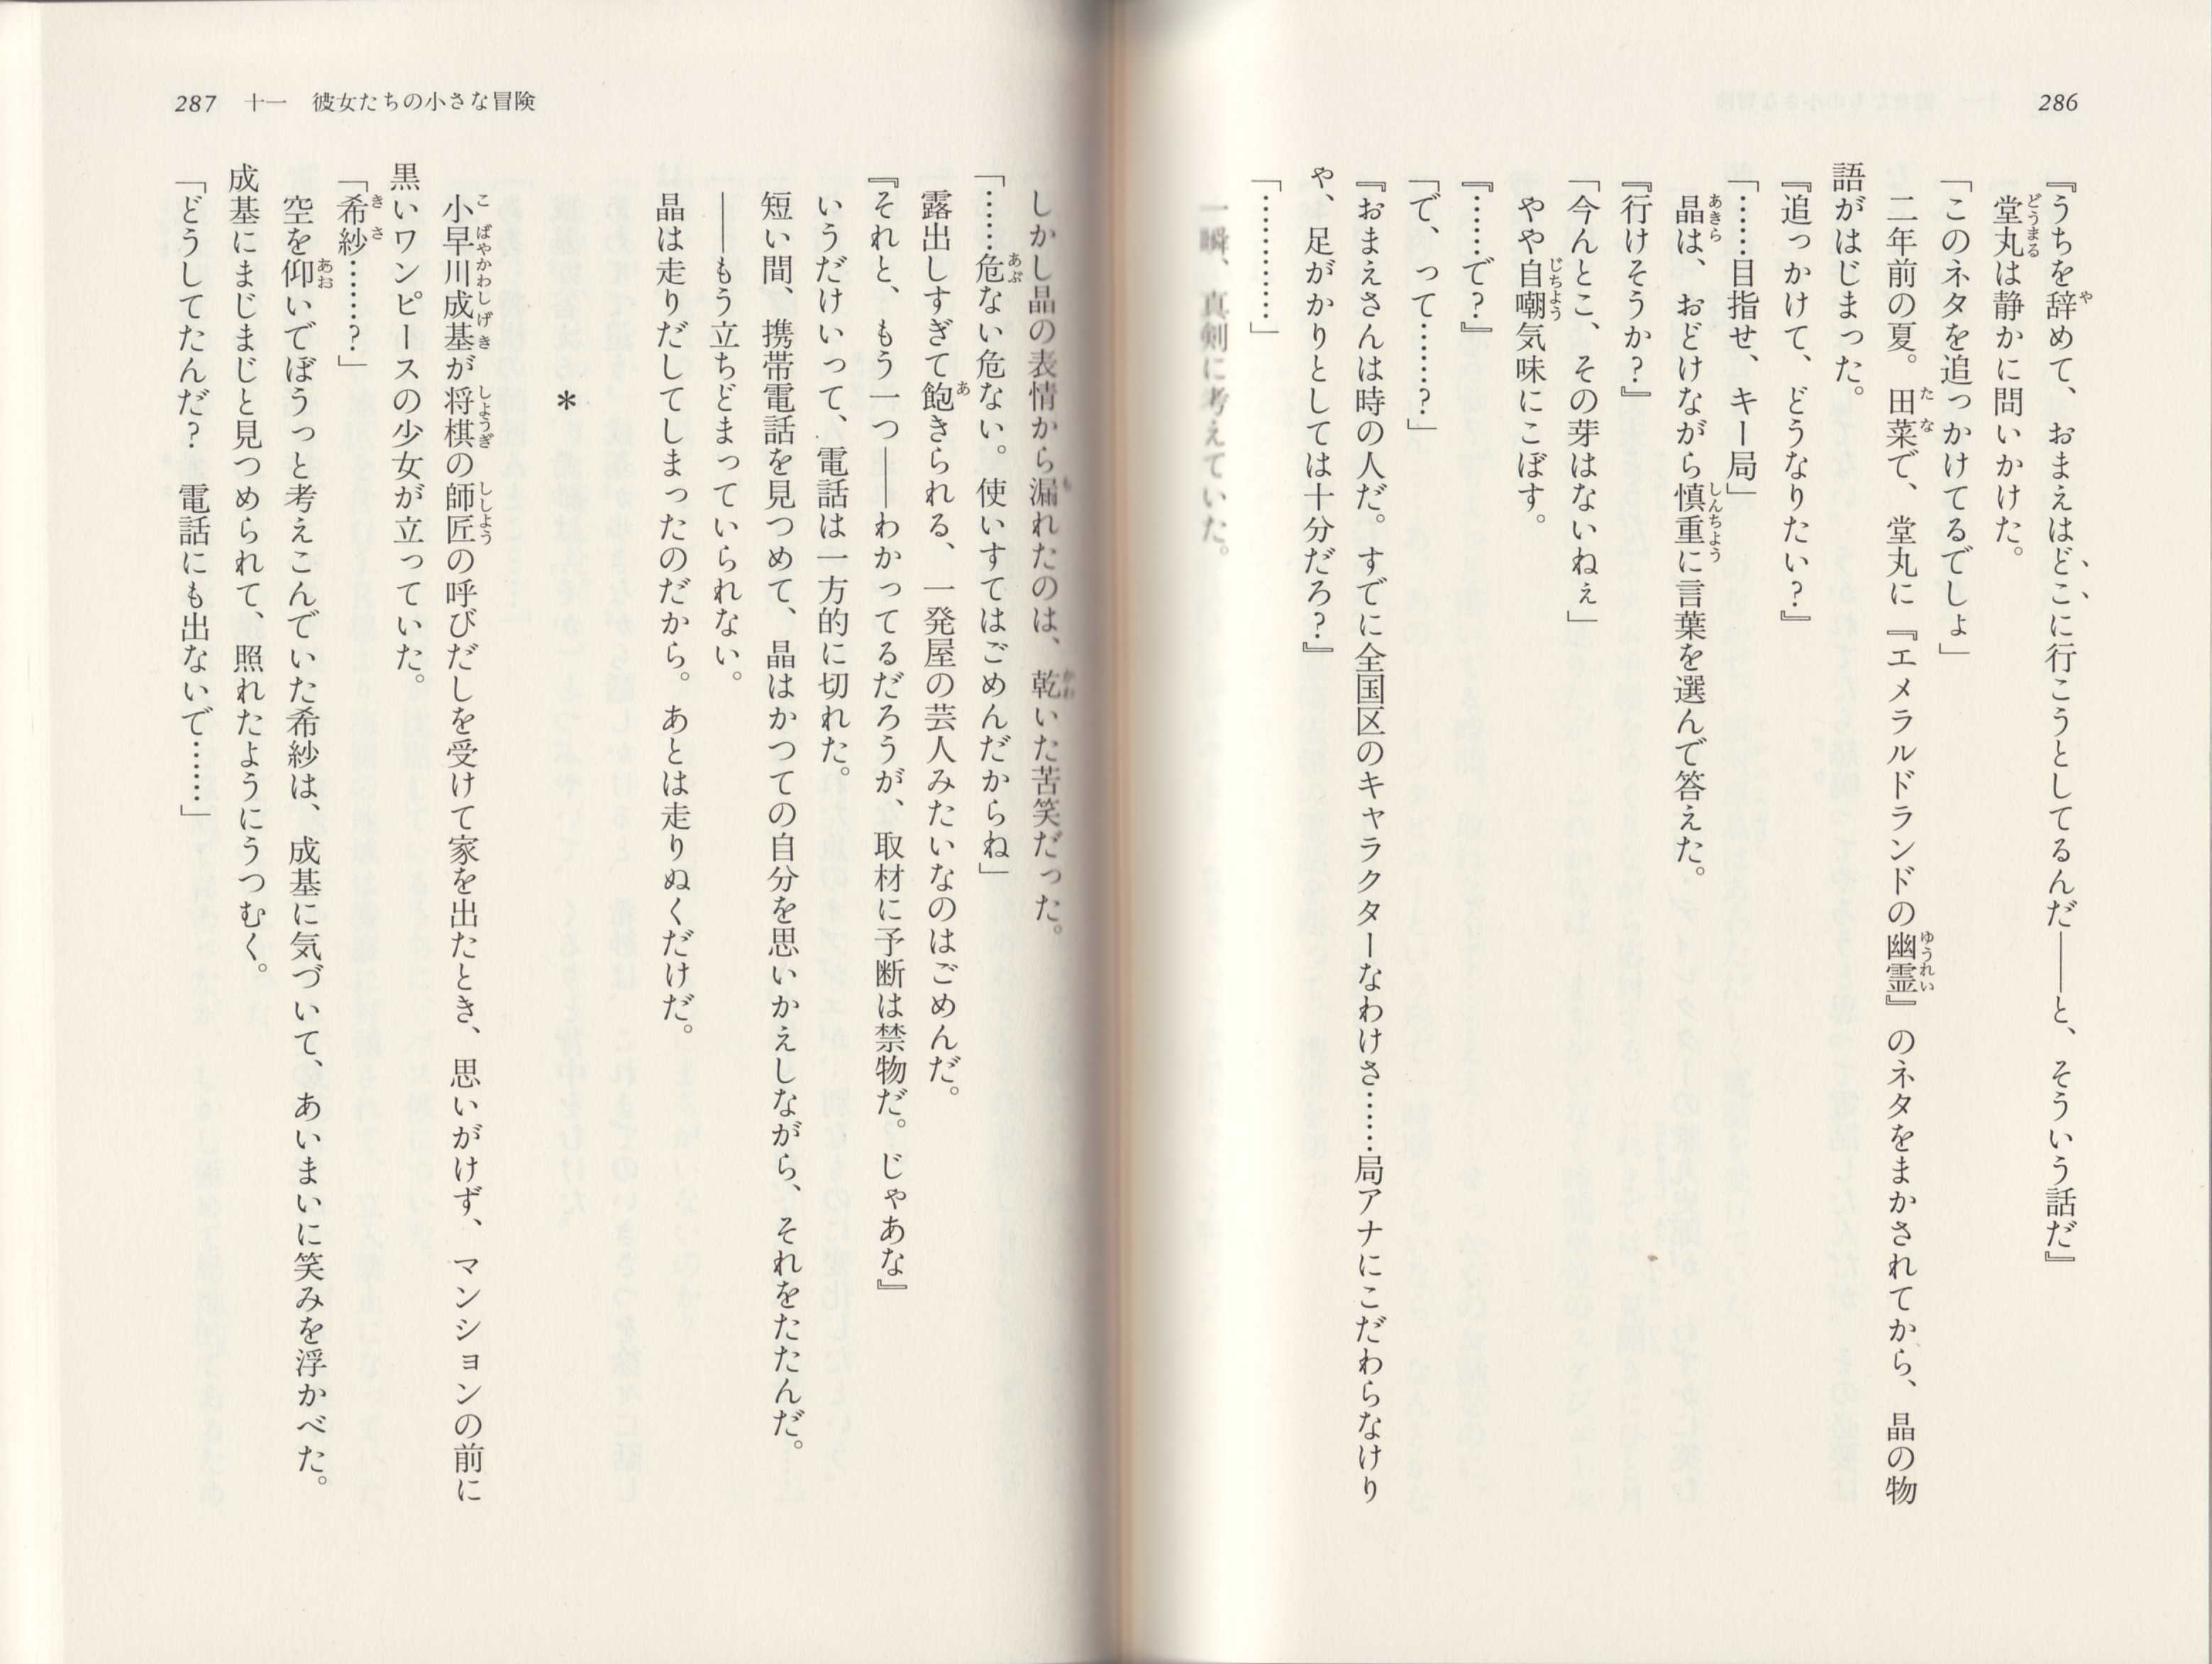 286
『うちを辞めて、おまえはどこに行こうとしてるんだ――と、そういう話だ』
堂丸は静かに問いかけた。
「このネタを追っかけてるでしょ」
二年前の夏。田菜で、堂丸に『エメラルドランドの幽霊』のネタをまかされてから、晶の物
語がはじまった。
『追っかけて、どうなりたい？』
「……目指せ、キー局」
晶は、おどけながら慎重に言葉を選んで答えた。
『行けそうか？』
「今んとこ、その芽はないねぇ」
やや自嘲気味にこぼす。
『……で？』
「で、って……？」
『おまえさんは時の人だ。すでに全国区のキャラクターなわけさ……局アナにこだわらなけり
ゃ、足がかりとしては十分だろ？』
「…………」
一瞬、真剣に考えていた。
287 十一 彼女たちの小さな冒険
しかし晶の表情から漏れたのは、乾いた苦笑だった。
「……危ない危ない。使いすてはごめんだからね」
露出しすぎて飽きられる、一発屋の芸人みたいなのはごめんだ。
『それと、もう一つ――わかってるだろうが、取材に予断は禁物だ。じゃあな』
いうだけいって、電話は一方的に切れた。
短い間、携帯電話を見つめて、晶はかつての自分を思いかえしながら、それをたたんだ。
――もう立ちどまっていられない。
晶は走りだしてしまったのだから。あとは走りぬくだけだ。
*
小早川成基が将棋の師匠の呼びだしを受けて家を出たとき、思いがけず、マンションの前に
黒いワンピースの少女が立っていた。
「希紗……？」
空を仰いでぼうっと考えこんでいた希紗は、成基に気づいて、あいまいに笑みを浮かべた。
成基にまじまじと見つめられて、照れたようにうつむく。
「どうしてたんだ？　電話にも出ないで……」